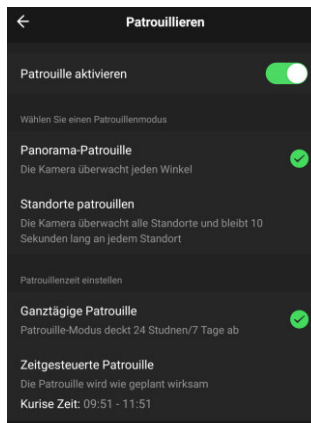 Patrouillieren
Patrouille aktivieren
Wählen Sie einen Patrouillenmodus
Panorama-Patrouille
Die Kamera überwacht jeden Winkel
Standorte patrouillen
Die Kamera überwacht alle Standorte und bleibt 10
Sekunden lang an jedem Standort
Patrouillenzeit einstellen
Ganztägige Patrouille
Patrouille-Modus deckt 24 Studnen/7 Tage ab
Zeitgesteuerte Patrouille
Die Patrouille wird wie geplant wirksam
Kurise Zeit: 09:51 - 11:51